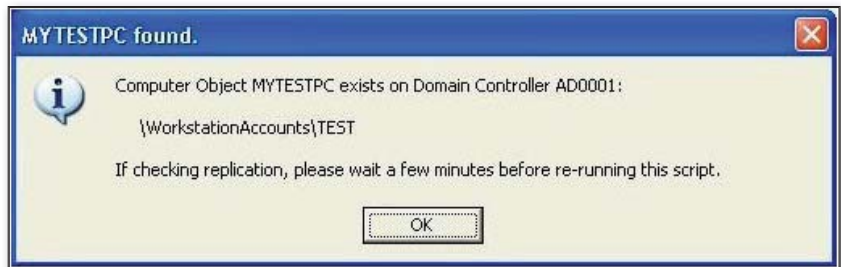 MYTESTPC found.
Computer Object MYTESTPC exists on Domain Controller AD0001:
\WorkstationAccounts\TEST
If checking replication, please wait a few minutes before re-running this script.
OK